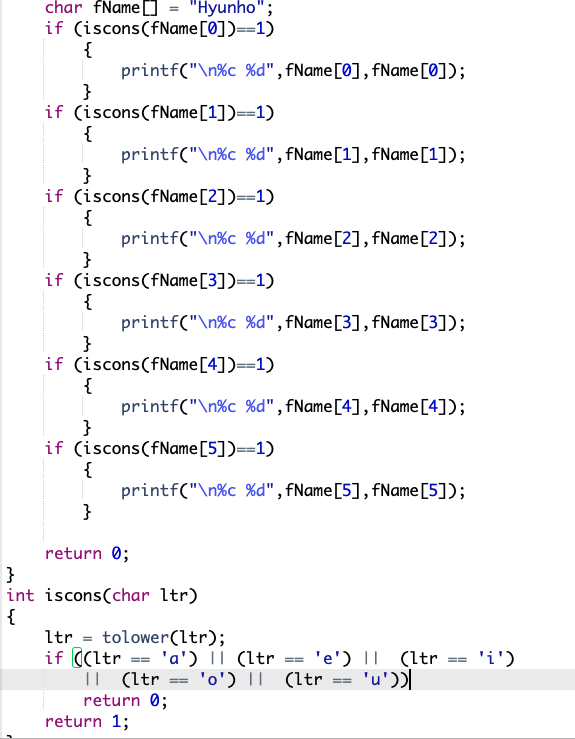 char fName[] = "Hyunho";
if (iscons(fName[0])==1)
{
printf("\n%c %d",fName[0],fName[0]);
}
if (iscons(fName[1])==1)
{
printf("\n%c %d",fName[1],fName[1]);
}
if (iscons(fName[2])==1)
{
printf("\n%c %d",fName[2],fName[2]);
}
if (iscons(fName[3])==1)
{
printf("\n%c %d",fName[3],fName[3]);
}
if (iscons(fName[4])==1)
{
printf("\n%c %d",fName[4],fName[4]);
}
if (iscons(fName[5])==1)
{
printf("\n%c %d",fName[5],fName[5]);
}
return 0;
}
int iscons(char ltr)
{
ltr = tolower(ltr);
if ((ltr == 'a') || (ltr == 'e') ||  (ltr == 'i')
||  (ltr == 'o') ||  (ltr == 'u'))
return 0;
return 1;
}